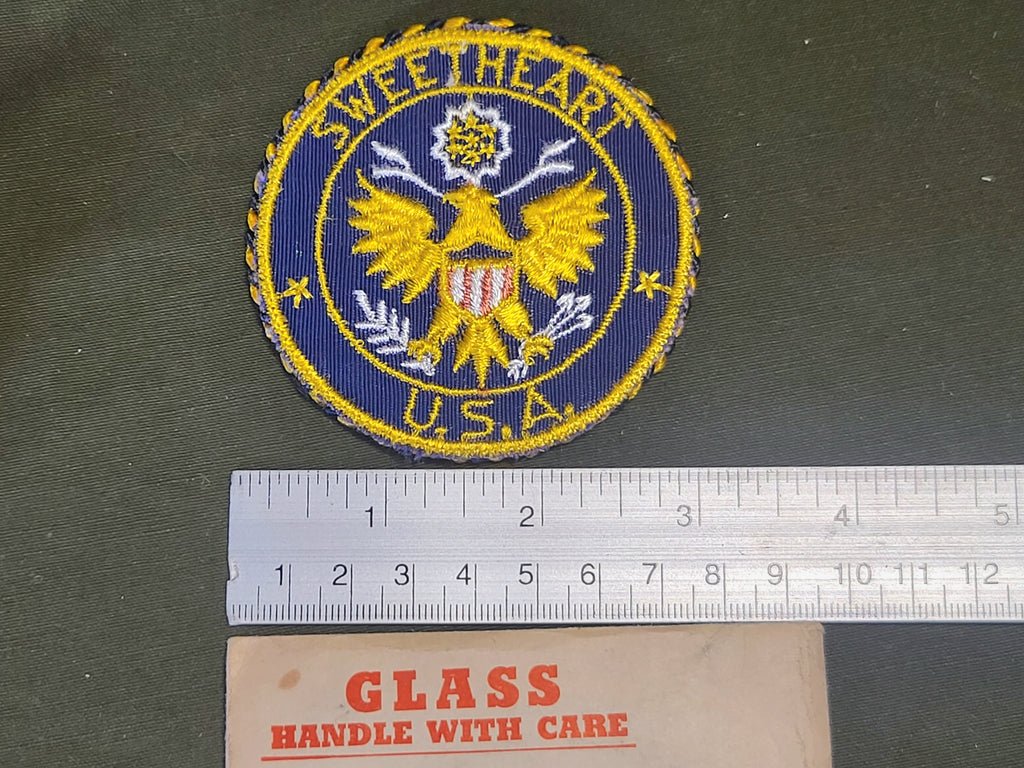 SWEETHEART
U.S.A.
1 2 3 4 5
1 2 3 4 5 6 7 8 9 10 11 12
GLASS
HANDLE WITH CARE